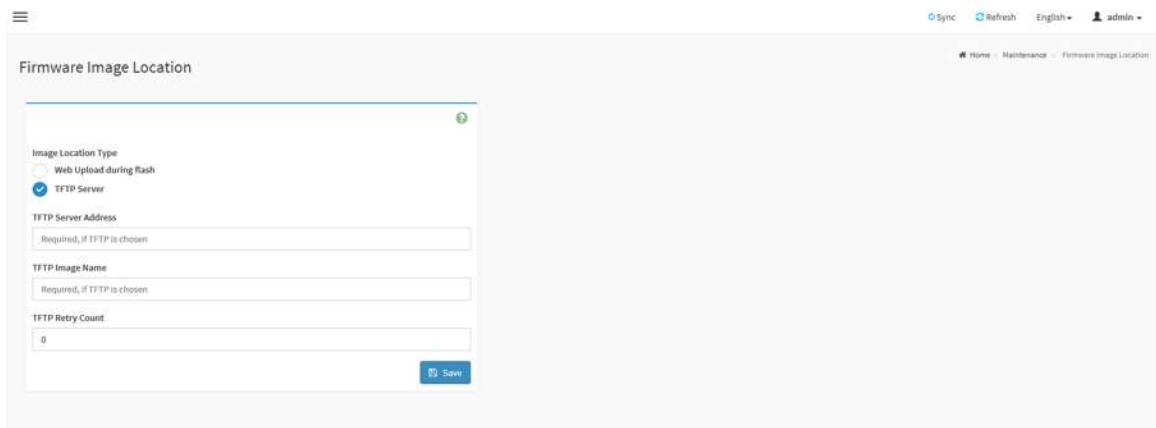 Sync Refresh English admin
Home Maintenance Firmware Image Location
Firmware Image Location
Image Location Type
Web Upload during flash
TFTP Server
TFTP Server Address
Required, if TFTP is chosen
TFTP Image Name
Required, if TFTP is chosen
TFTP Retry Count
0
Save